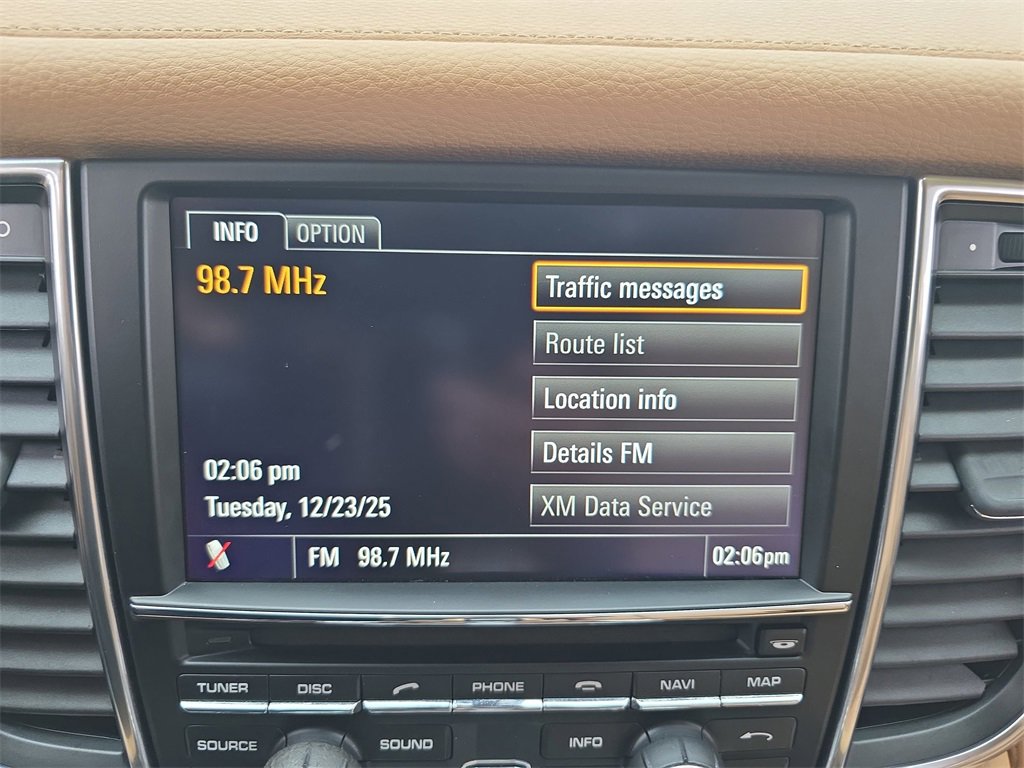 INFO OPTION
98.7 MHz
Traffic messages
Route list
Location info
Details FM
XM Data Service
02:06 pm
Tuesday, 12/23/25
FM 98.7 MHz 02:06pm
TUNER DISC PHONE NAVI MAP
SOURCE SOUND INFO